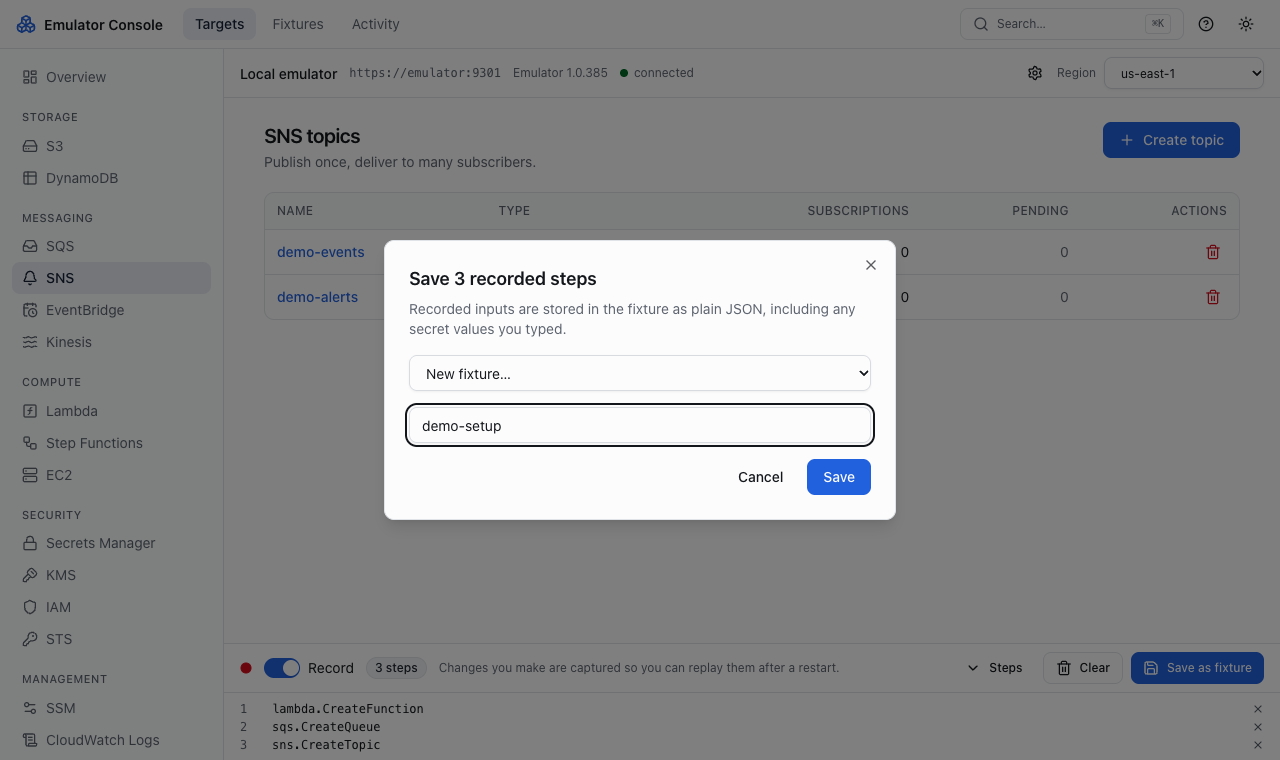 Emulator Console
Targets
Fixtures
Activity
Search...
⌘K
Overview
STORAGE
S3
DynamoDB
MESSAGING
SQS
SNS
EventBridge
Kinesis
COMPUTE
Lambda
Step Functions
EC2
SECURITY
Secrets Manager
KMS
IAM
STS
MANAGEMENT
SSM
CloudWatch Logs
Local emulator https://emulator:9301 Emulator 1.0.385 connected
Region us-east-1
SNS topics
Publish once, deliver to many subscribers.
Create topic
NAME TYPE SUBSCRIPTIONS PENDING ACTIONS
demo-events 0 0
demo-alerts 0 0
Save 3 recorded steps
Recorded inputs are stored in the fixture as plain JSON, including any
secret values you typed.
New fixture...
demo-setup
Cancel
Save
Record 3 steps Changes you make are captured so you can replay them after a restart.
Steps
Clear
Save as fixture
1 lambda.CreateFunction
2 sqs.CreateQueue
3 sns.CreateTopic